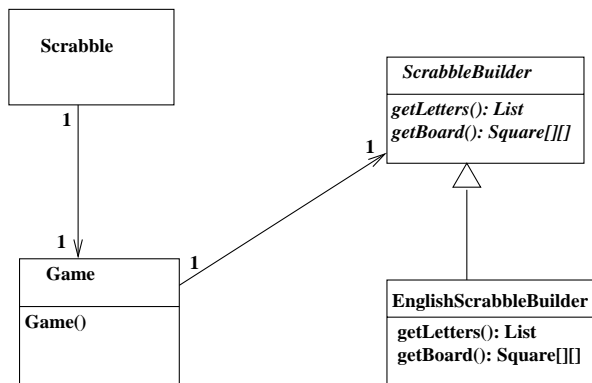 Scrabble
1
1
Game
Game()
1
1
ScrabbleBuilder
getLetters(): List
getBoard(): Square[][]
EnglishScrabbleBuilder
getLetters(): List
getBoard(): Square[][]